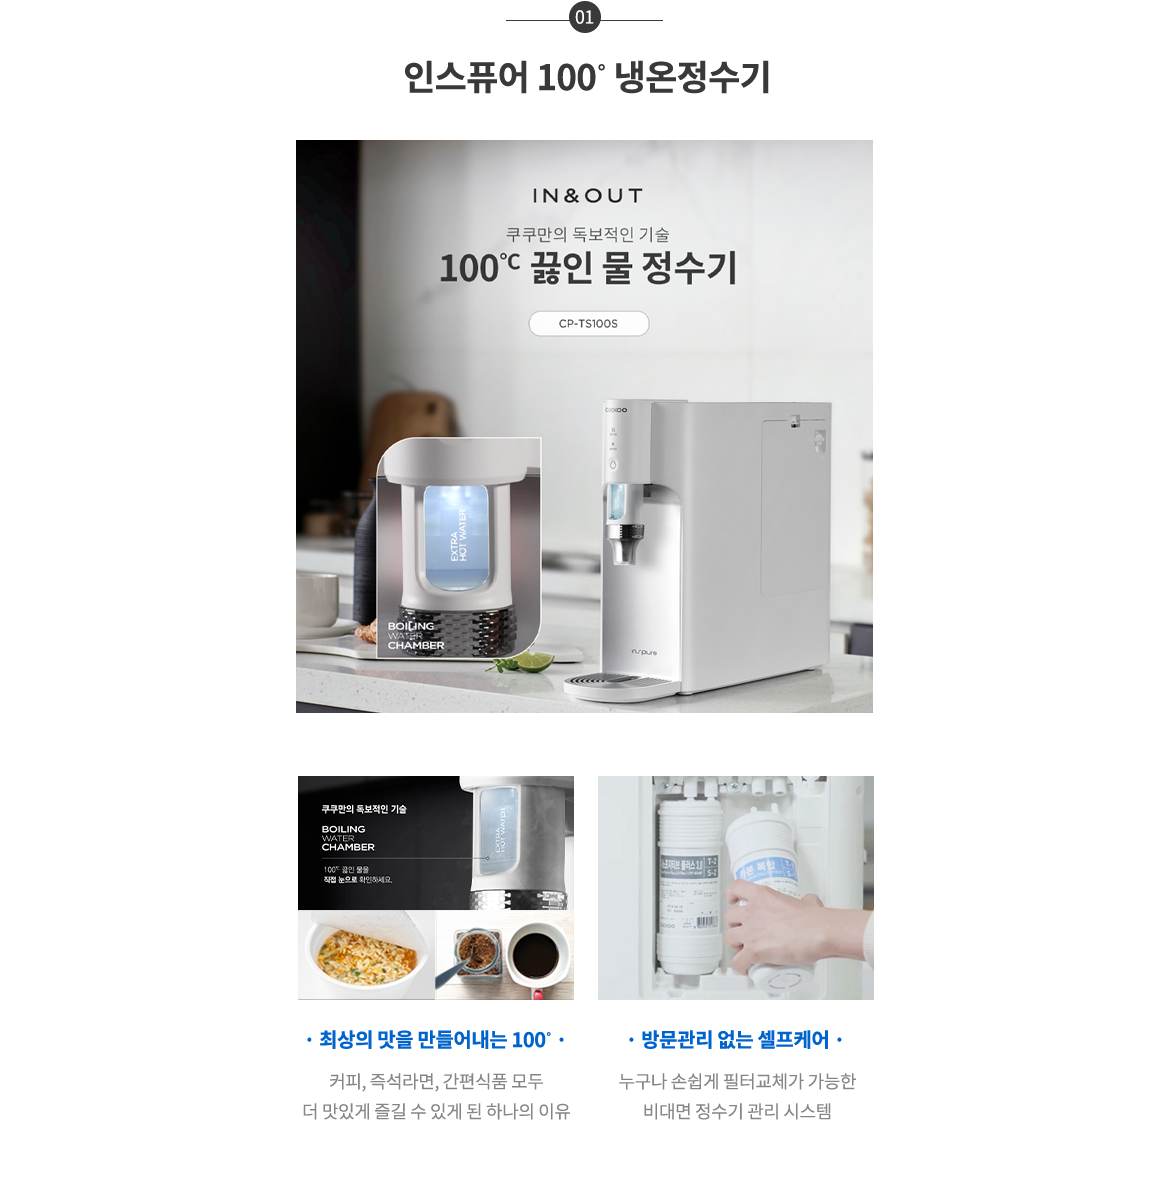 01
인스퓨어 100° 냉온정수기
IN&OUT
쿠쿠만의 독보적인 기술
100℃ 끓인 물 정수기
CP-TS100S
CUCKOO
EXTRA
HOT WATER
BOILING
WATER
CHAMBER
inspure
쿠쿠만의 독보적인 기술
BOILING
WATER
CHAMBER
100℃ 끓인 물을
직접 눈으로 확인하세요.
EXTRA
HOT WATER
T-2
S-2
카본 복합
· 최상의 맛을 만들어내는 100° ·
커피, 즉석라면, 간편식품 모두
더 맛있게 즐길 수 있게 된 하나의 이유
· 방문관리 없는 셀프케어 ·
누구나 손쉽게 필터교체가 가능한
비대면 정수기 관리 시스템